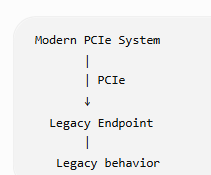 Modern PCIe System
|
| PCIe
↓
Legacy Endpoint
|
Legacy behavior